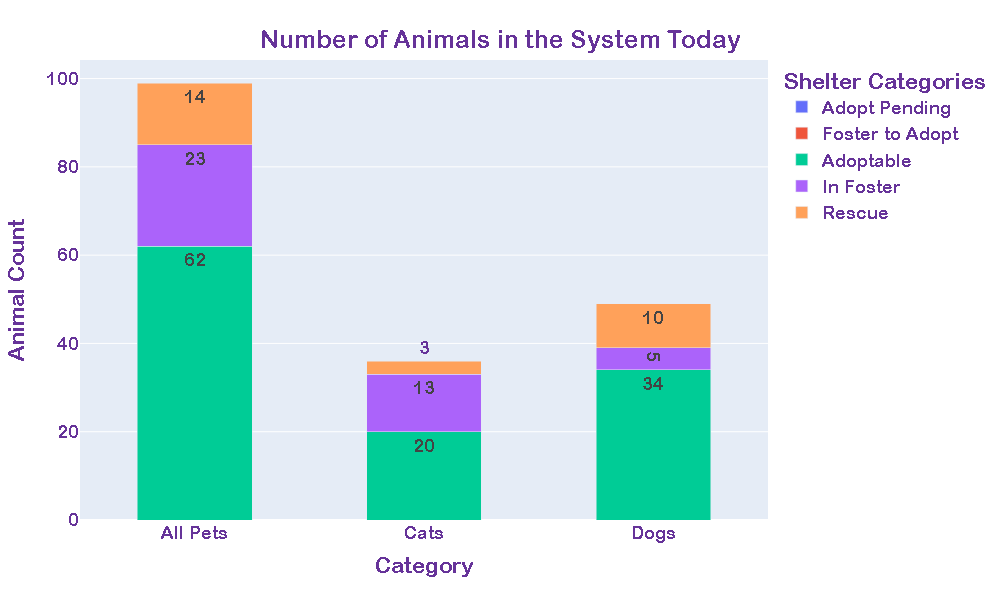 Number of Animals in the System Today
Shelter Categories
Adopt Pending
Foster to Adopt
Adoptable
In Foster
Rescue
Animal Count
100
80
60
40
20
0
14
23
62
3
13
20
10
5
34
All Pets
Cats
Dogs
Category